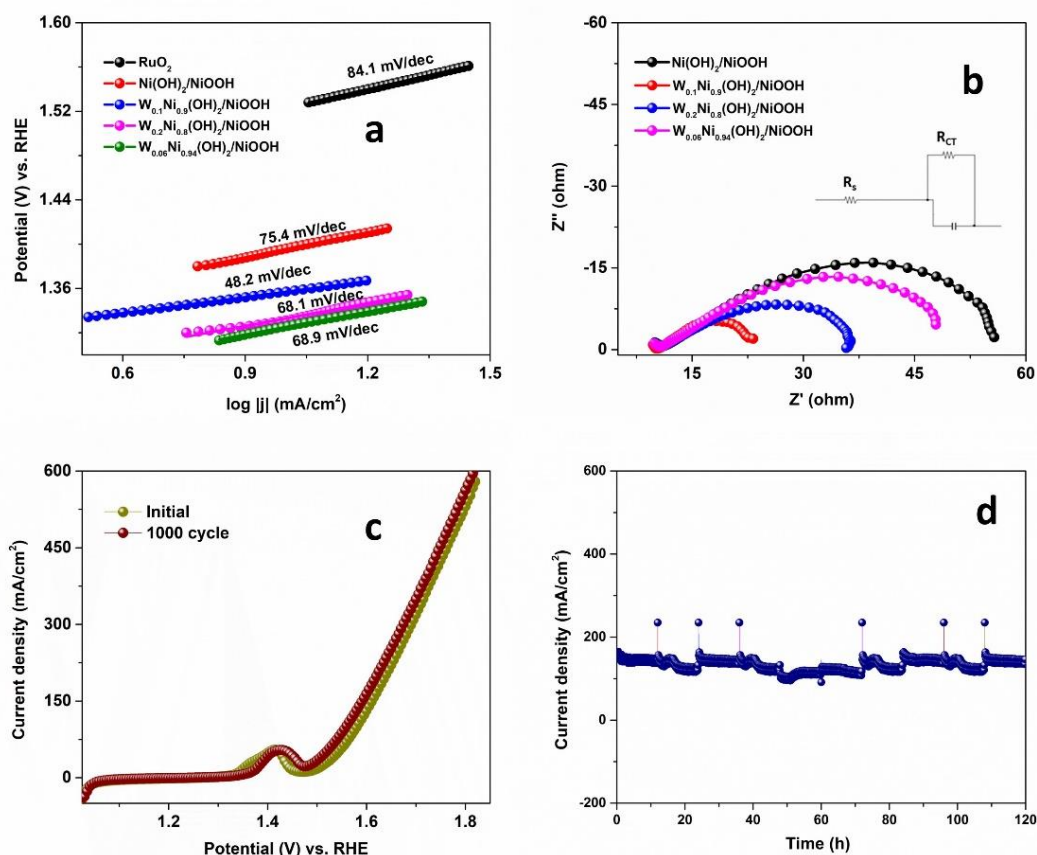 1.60
1.52
1.44
1.36
Potential (V) vs. RHE
RuO2
Ni(OH)2/NiOOH
W0.1Ni0.9(OH)2/NiOOH
W0.2Ni0.8(OH)2/NiOOH
W0.06Ni0.94(OH)2/NiOOH
84.1 mV/dec
a
75.4 mV/dec
48.2 mV/dec
68.1 mV/dec
68.9 mV/dec
0.6 0.9 1.2 1.5
log |j| (mA/cm2)
-60
-45
-30
-15
0
Z'' (ohm)
Ni(OH)2/NiOOH
W0.1Ni0.9(OH)2/NiOOH
W0.2Ni0.8(OH)2/NiOOH
W0.06Ni0.94(OH)2/NiOOH
b
RCT
Rs
15 30 45 60
Z' (ohm)
600
450
300
150
0
Current density (mA/cm2)
Initial
1000 cycle
c
1.2 1.4 1.6 1.8
Potential (V) vs. RHE
600
400
200
0
-200
Current density (mA/cm2)
d
0 20 40 60 80 100 120
Time (h)